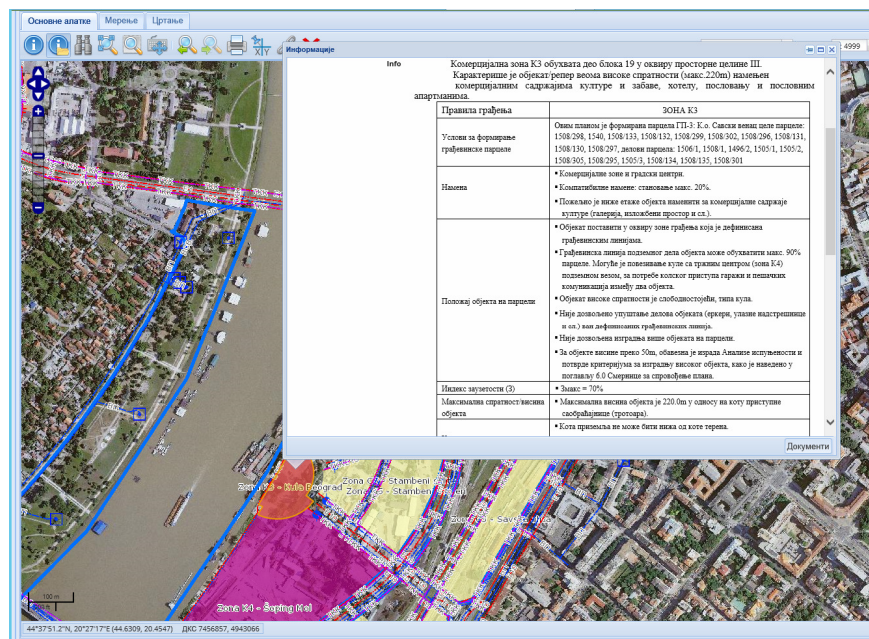 Основне алатке
Мерење
Цртање
4999
Информације
Info
Комерцијална зона К3 обухвата део блока 19 у оквиру просторне целине III.
Карактерише је објекат/репер веома високе спратности (макс.220m) намењен
комерцијалним садржајима културе и забаве, хотелу, пословању и пословним
апартманима.
Правила грађења
ЗОНА К3
Услови за формирање
грађевинске парцеле
Овим планом је формирана парцела ГП-3: К.о. Савски венац целе парцеле:
1508/298, 1540, 1508/133, 1508/132, 1508/299, 1508/302, 1508/296, 1508/131,
1508/130, 1508/297, делови парцела: 1506/1, 1508/1, 1496/2, 1505/1, 1505/2,
1508/305, 1508/295, 1505/3, 1508/134, 1508/135, 1508/301
Намена
▪ Комерцијалне зоне и градски центри.
▪ Компатибилне намене: становање макс. 20%.
▪ Пожељно је ниже етаже објекта наменити за комерцијалне садржаје
културе (галерија, изложбени простор и сл.).
Положај објекта на парцели
▪ Објекат поставити у оквиру зоне грађења која је дефинисана
грађевинским линијама.
▪ Грађевинска линија подземног дела објекта може обухватити макс. 90%
парцеле. Могуће је повезивање куле са тржним центром (зона К4)
подземном везом, за потребе колског приступа гаражи и пешачких
комуникација између два објекта.
▪ Објекат високе спратности је слободностојећи, типа кула.
▪ Није дозвољено упуштање делова објеката (еркери, улазне надстрешнице
и сл.) ван дефинисаних грађевинских линија.
▪ Није дозвољена изградња више објеката на парцели.
▪ За објекте висине преко 50m, обавезна је израда Анализе испуњености и
потврде критеријума за изградњу високог објекта, како је наведено у
поглављу 6.0 Смернице за спровођење плана.
Индекс заузетости (З)
▪ Змакс = 70%
Максимална спратност/висина
објекта
▪ Максимална висина објекта је 220.0m у односу на коту приступне
саобраћајнице (тротоара).
▪ Кота приземља не може бити нижа од коте терена.
Документи
Zona K3 - Kula Beograd
Zona K4 - Šoping Mol
100 m
44°37'51.2"N, 20°27'17"E (44.6309, 20.4547)
ДКС 7456857, 4943066